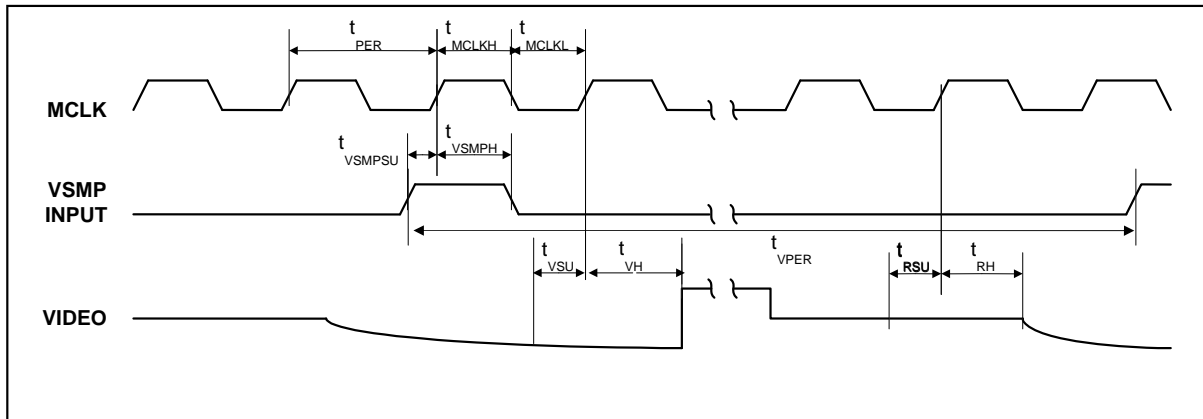 t PER
t MCLKH
t MCLKL
MCLK
t VSMPSU
t VSMPH
VSMP
INPUT
t VPER
t VSU
t VH
t RSU
t RH
VIDEO